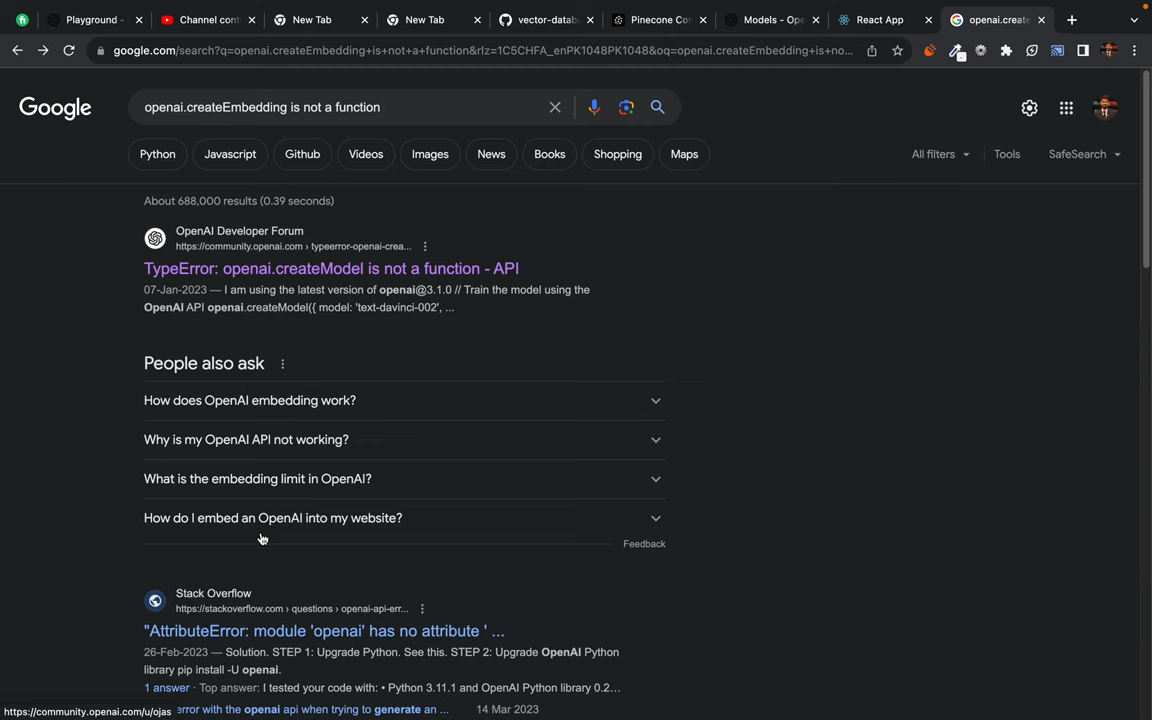 Playground -
Channel cont
New Tab
New Tab
vector-datab
Pinecone Con
Models - Ope
React App
openai.create
google.com/search?q=openai.createEmbedding+is+not+a+function&rlz=1C5CHFA_enPK1048PK1048&oq=openai.createEmbedding+is+no...
Google
openai.createEmbedding is not a function
Python
Javascript
Github
Videos
Images
News
Books
Shopping
Maps
All filters
Tools
SafeSearch
About 688,000 results (0.39 seconds)
OpenAI Developer Forum
https://community.openai.com › typeerror-openai-crea...
TypeError: openai.createModel is not a function - API
07-Jan-2023 — I am using the latest version of openai@3.1.0 // Train the model using the
OpenAI API openai.createModel({ model: 'text-davinci-002', ...
People also ask
How does OpenAI embedding work?
Why is my OpenAI API not working?
What is the embedding limit in OpenAI?
How do I embed an OpenAI into my website?
Feedback
Stack Overflow
https://stackoverflow.com › questions › openai-api-err...
"AttributeError: module 'openai' has no attribute ' ...
26-Feb-2023 — Solution. STEP 1: Upgrade Python. See this. STEP 2: Upgrade OpenAI Python
library pip install -U openai.
1 answer · Top answer: I tested your code with: • Python 3.11.1 and OpenAI Python library 0.2...
https://community.openai.com/u/ojas
error with the openai api when trying to generate an ... 14 Mar 2023